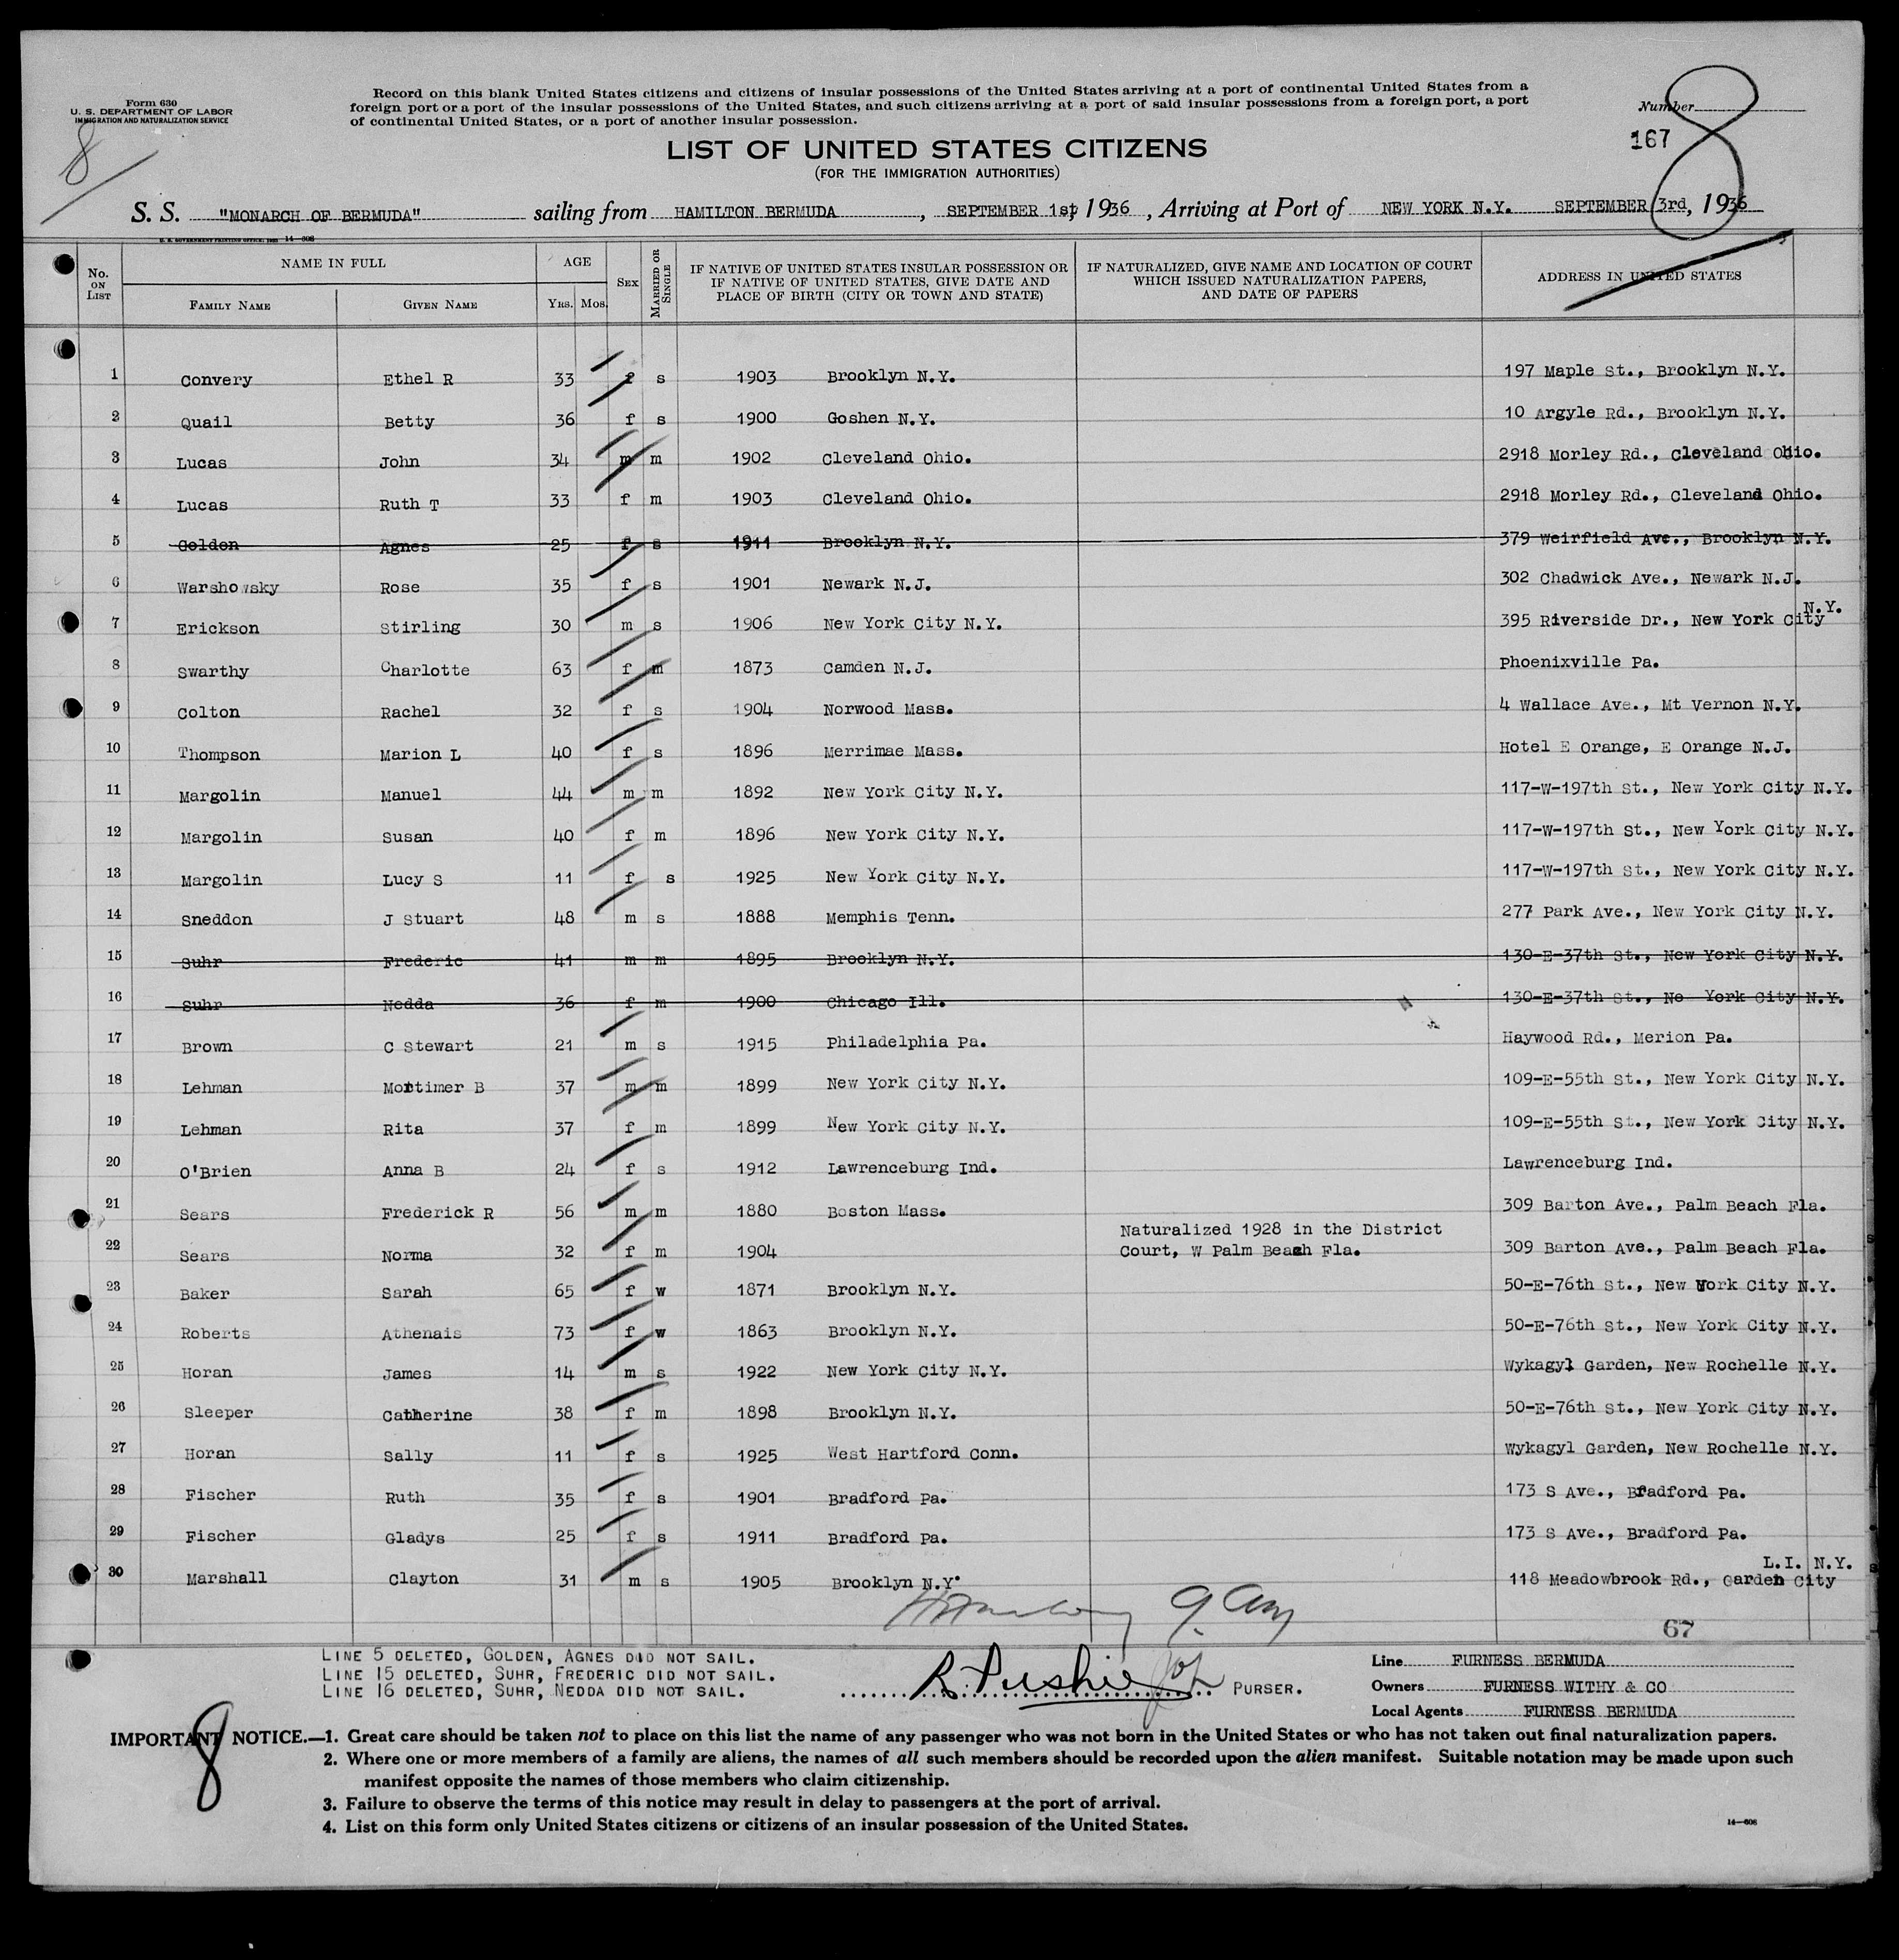 Form 630
U. S. DEPARTMENT OF LABOR
IMMIGRATION AND NATURALIZATION SERVICE
8
Record on this blank United States citizens and citizens of insular possessions of the United States arriving at a port of continental United States from a
foreign port or a port of the insular possessions of the United States, and such citizens arriving at a port of said insular possessions from a foreign port, a port
of continental United States, or a port of another insular possession.
Number
167
8
LIST OF UNITED STATES CITIZENS
(FOR THE IMMIGRATION AUTHORITIES)
S. S. "MONARCH OF BERMUDA" sailing from HAMILTON BERMUDA, SEPTEMBER 1st, 1936, Arriving at Port of NEW YORK N.Y. SEPTEMBER 3rd, 1936
U. S. GOVERNMENT PRINTING OFFICE: 1935 14—608
No. ON LIST
NAME IN FULL
FAMILY NAME
GIVEN NAME
AGE
YRS. MOS.
SEX
MARRIED OR SINGLE
IF NATIVE OF UNITED STATES INSULAR POSSESSION OR
IF NATIVE OF UNITED STATES, GIVE DATE AND
PLACE OF BIRTH (CITY OR TOWN AND STATE)
IF NATURALIZED, GIVE NAME AND LOCATION OF COURT
WHICH ISSUED NATURALIZATION PAPERS,
AND DATE OF PAPERS
ADDRESS IN UNITED STATES
1 Convery Ethel R 33 f s 1903 Brooklyn N.Y. 197 Maple St., Brooklyn N.Y.
2 Quail Betty 36 f s 1900 Goshen N.Y. 10 Argyle Rd., Brooklyn N.Y.
3 Lucas John 34 m m 1902 Cleveland Ohio. 2918 Morley Rd., Cleveland Ohio.
4 Lucas Ruth T 33 f m 1903 Cleveland Ohio. 2918 Morley Rd., Cleveland Ohio.
5 Golden Agnes 25 f s 1911 Brooklyn N.Y. 379 Weirfield Ave., Brooklyn N.Y.
6 Warshowsky Rose 35 f s 1901 Newark N.J. 302 Chadwick Ave., Newark N.J.
7 Erickson Stirling 30 m s 1906 New York City N.Y. 395 Riverside Dr., New York City N.Y.
8 Swarthy Charlotte 63 f m 1873 Camden N.J. Phoenixville Pa.
9 Colton Rachel 32 f s 1904 Norwood Mass. 4 Wallace Ave., Mt Vernon N.Y.
10 Thompson Marion L 40 f s 1896 Merrimae Mass. Hotel E Orange, E Orange N.J.
11 Margolin Manuel 44 m m 1892 New York City N.Y. 117-W-197th St., New York City N.Y.
12 Margolin Susan 40 f m 1896 New York City N.Y. 117-W-197th St., New York City N.Y.
13 Margolin Lucy S 11 f s 1925 New York City N.Y. 117-W-197th St., New York City N.Y.
14 Sneddon J Stuart 48 m s 1888 Memphis Tenn. 277 Park Ave., New York City N.Y.
15 Suhr Frederic 41 m m 1895 Brooklyn N.Y. 130-E-37th St., New York City N.Y.
16 Suhr Nedda 36 f m 1900 Chicago Ill. 130-E-37th St., Ne York City N.Y.
17 Brown C Stewart 21 m s 1915 Philadelphia Pa. Haywood Rd., Merion Pa.
18 Lehman Mortimer B 37 m m 1899 New York City N.Y. 109-E-55th St., New York City N.Y.
19 Lehman Rita 37 f m 1899 New York City N.Y. 109-E-55th St., New York City N.Y.
20 O'Brien Anna B 24 f s 1912 Lawrenceburg Ind. Lawrenceburg Ind.
21 Sears Frederick R 56 m m 1880 Boston Mass. 309 Barton Ave., Palm Beach Fla.
22 Sears Norma 32 f m 1904 Naturalized 1928 in the District Court, W Palm Beach Fla. 309 Barton Ave., Palm Beach Fla.
23 Baker Sarah 65 f w 1871 Brooklyn N.Y. 50-E-76th St., New York City N.Y.
24 Roberts Athenais 73 f w 1863 Brooklyn N.Y. 50-E-76th St., New York City N.Y.
25 Horan James 14 m s 1922 New York City N.Y. Wykagyl Garden, New Rochelle N.Y.
26 Sleeper Catherine 38 f m 1898 Brooklyn N.Y. 50-E-76th St., New York City N.Y.
27 Horan Sally 11 f s 1925 West Hartford Conn. Wykagyl Garden, New Rochelle N.Y.
28 Fischer Ruth 35 f s 1901 Bradford Pa. 173 S Ave., Bradford Pa.
29 Fischer Gladys 25 f s 1911 Bradford Pa. 173 S Ave., Bradford Pa.
30 Marshall Clayton 31 m s 1905 Brooklyn N.Y. 118 Meadowbrook Rd., Garden City L.I. N.Y.
67
LINE 5 DELETED, GOLDEN, AGNES DID NOT SAIL.
LINE 15 DELETED, SUHR, FREDERIC DID NOT SAIL.
LINE 16 DELETED, SUHR, NEDDA DID NOT SAIL.
PURSER.
Line FURNESS BERMUDA
Owners FURNESS WITHY & CO
Local Agents FURNESS BERMUDA
8
IMPORTANT NOTICE.—1. Great care should be taken not to place on this list the name of any passenger who was not born in the United States or who has not taken out final naturalization papers.
2. Where one or more members of a family are aliens, the names of all such members should be recorded upon the alien manifest. Suitable notation may be made upon such
manifest opposite the names of those members who claim citizenship.
3. Failure to observe the terms of this notice may result in delay to passengers at the port of arrival.
4. List on this form only United States citizens or citizens of an insular possession of the United States.
14—608